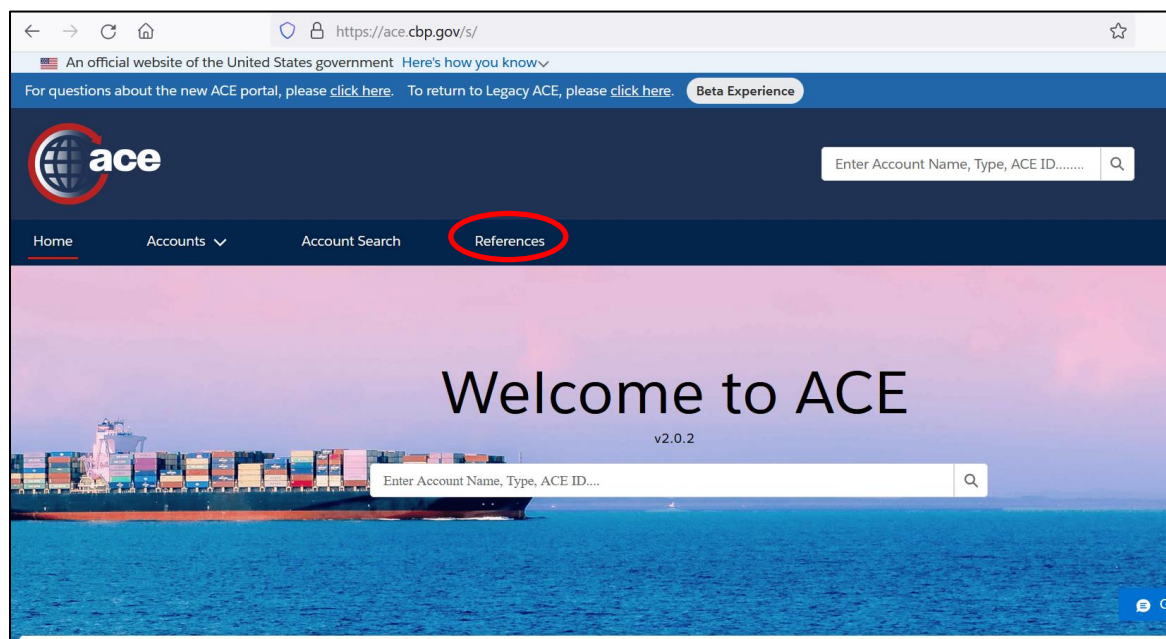 https://ace.cbp.gov/s/
An official website of the United States government Here's how you know
For questions about the new ACE portal, please click here. To return to Legacy ACE, please click here. Beta Experience
ace
Enter Account Name, Type, ACE ID........
Home Accounts Account Search References
Welcome to ACE
v2.0.2
Enter Account Name, Type, ACE ID....